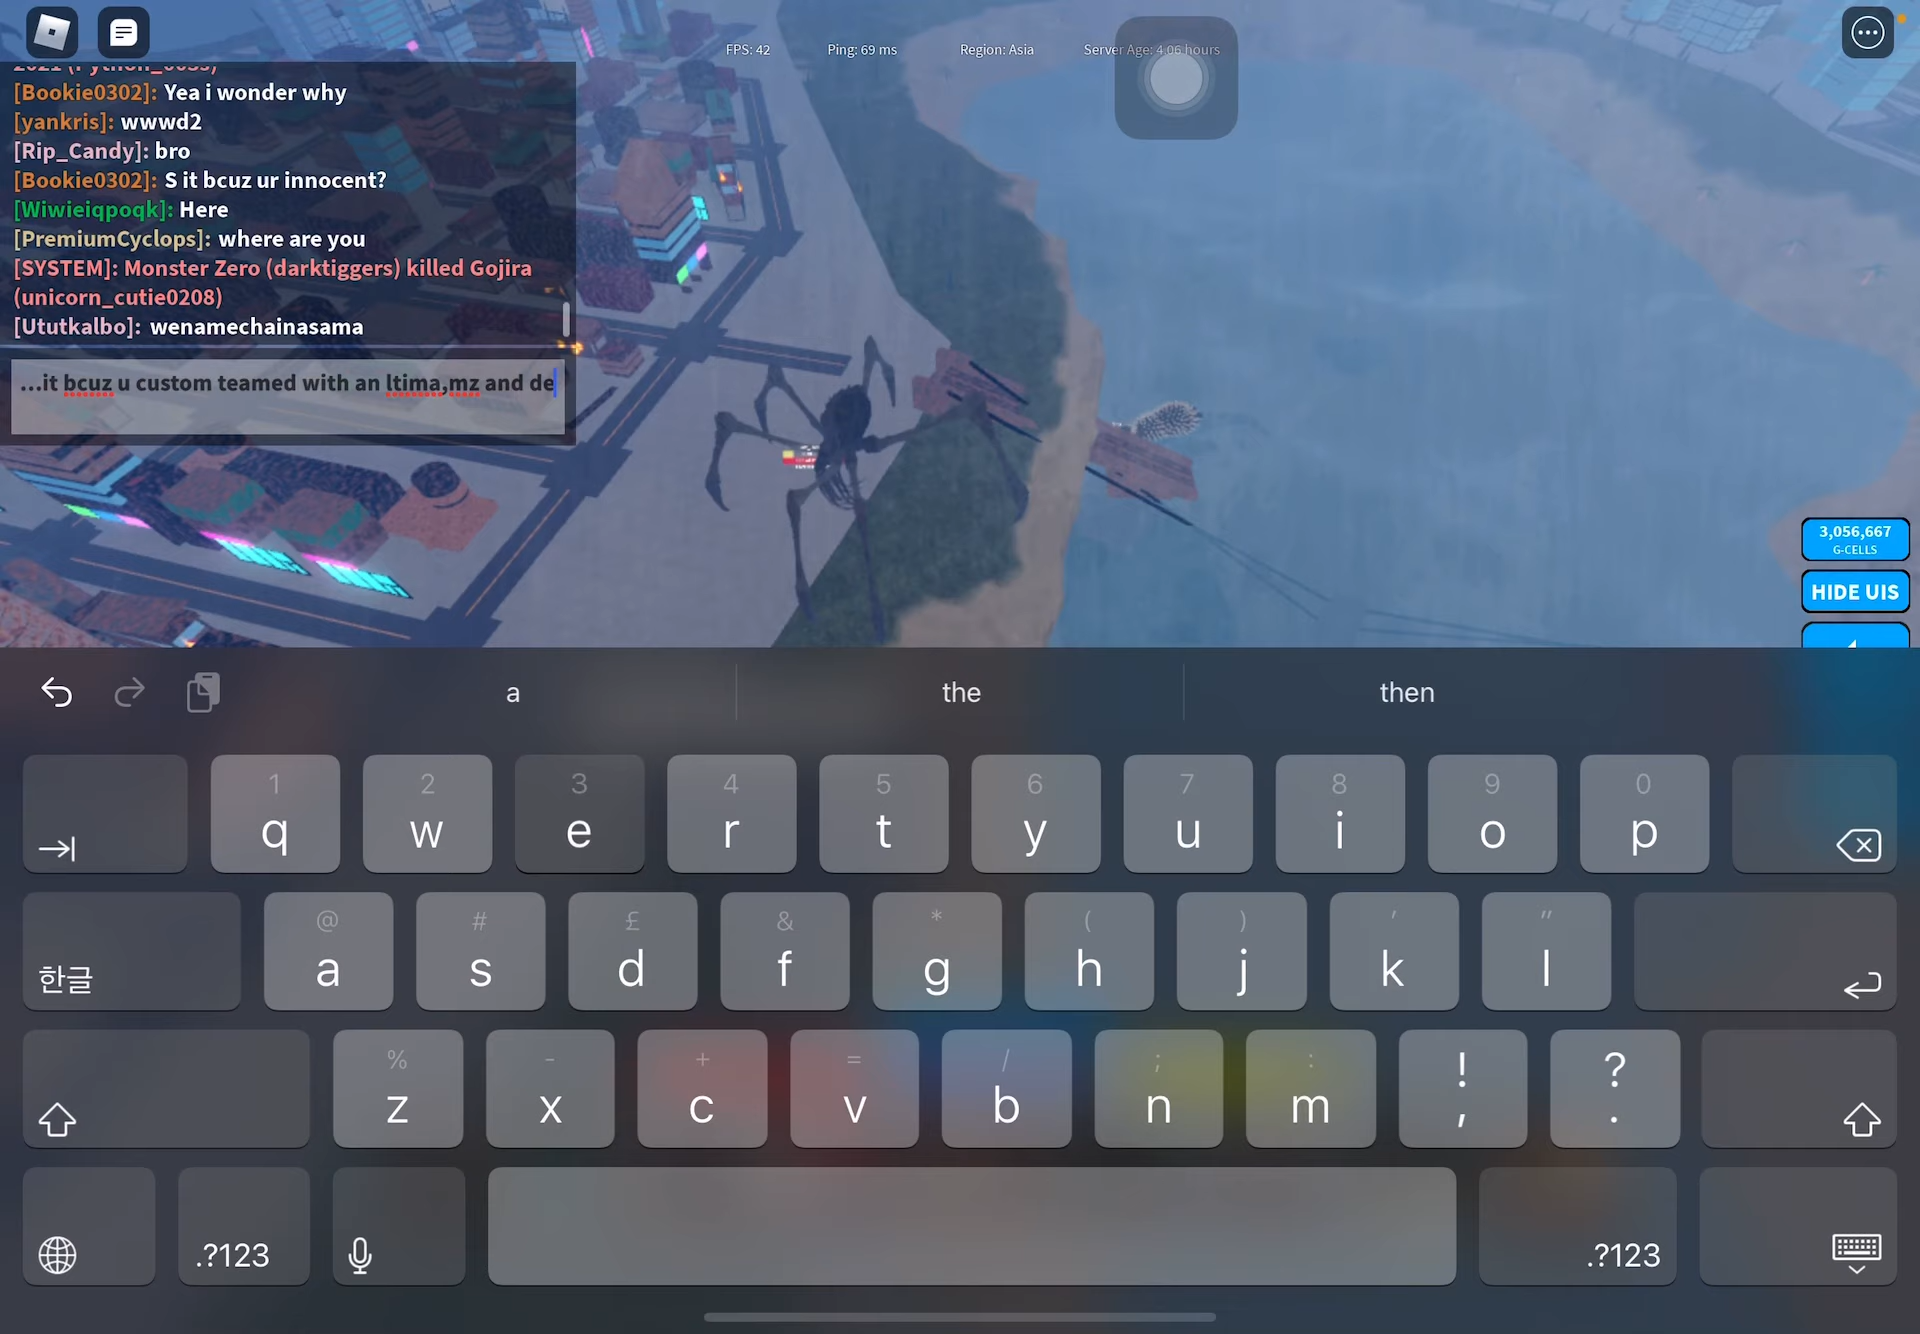 FPS: 42 Ping: 69 ms Region: Asia Server Age: 4.06 hours
2021 (Python_0033)
[Bookie0302]: Yea i wonder why
[yankris]: wwwd2
[Rip_Candy]: bro
[Bookie0302]: S it bcuz ur innocent?
[Wiwieiqpoqk]: Here
[PremiumCyclops]: where are you
[SYSTEM]: Monster Zero (darktiggers) killed Gojira
(unicorn_cutie0208)
[Ututkalbo]: wenamechainasama
...it bcuz u custom teamed with an ltima,mz and de
3,056,667
G-CELLS
HIDE UIS
a the then
1 2 3 4 5 6 7 8 9 0
q w e r t y u i o p
@ # £ & * ( ) ' "
한글 a s d f g h j k l
% - + = / ; : ! ?
z x c v b n m , .
.?123 .?123